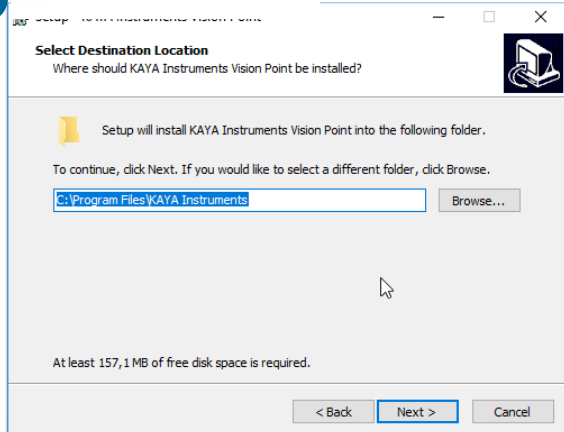 Select Destination Location
Where should KAYA Instruments Vision Point be installed?
Setup will install KAYA Instruments Vision Point into the following folder.
To continue, click Next. If you would like to select a different folder, click Browse.
C:\Program Files\KAYA Instruments
Browse...
At least 157,1 MB of free disk space is required.
< Back
Next >
Cancel